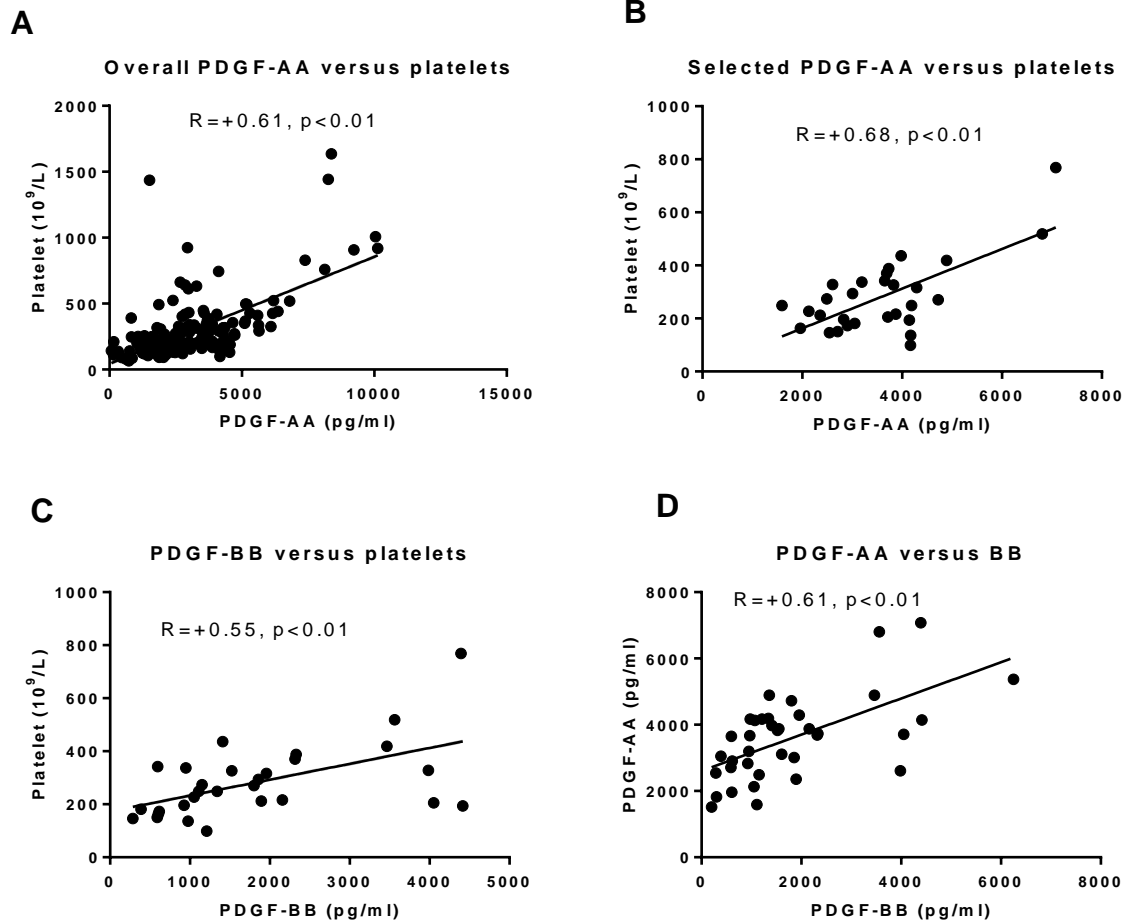 A
Overall PDGF-AA versus platelets
R=+0.61, p<0.01
Platelet (10⁹/L)
2000
1500
1000
500
0
0 5000 10000 15000
PDGF-AA (pg/ml)
B
Selected PDGF-AA versus platelets
R=+0.68, p<0.01
Platelet (10⁹/L)
1000
800
600
400
200
0
0 2000 4000 6000 8000
PDGF-AA (pg/ml)
C
PDGF-BB versus platelets
R=+0.55, p<0.01
Platelet (10⁹/L)
1000
800
600
400
200
0
0 1000 2000 3000 4000 5000
PDGF-BB (pg/ml)
D
PDGF-AA versus BB
R=+0.61, p<0.01
PDGF-AA (pg/ml)
8000
6000
4000
2000
0
0 2000 4000 6000 8000
PDGF-BB (pg/ml)